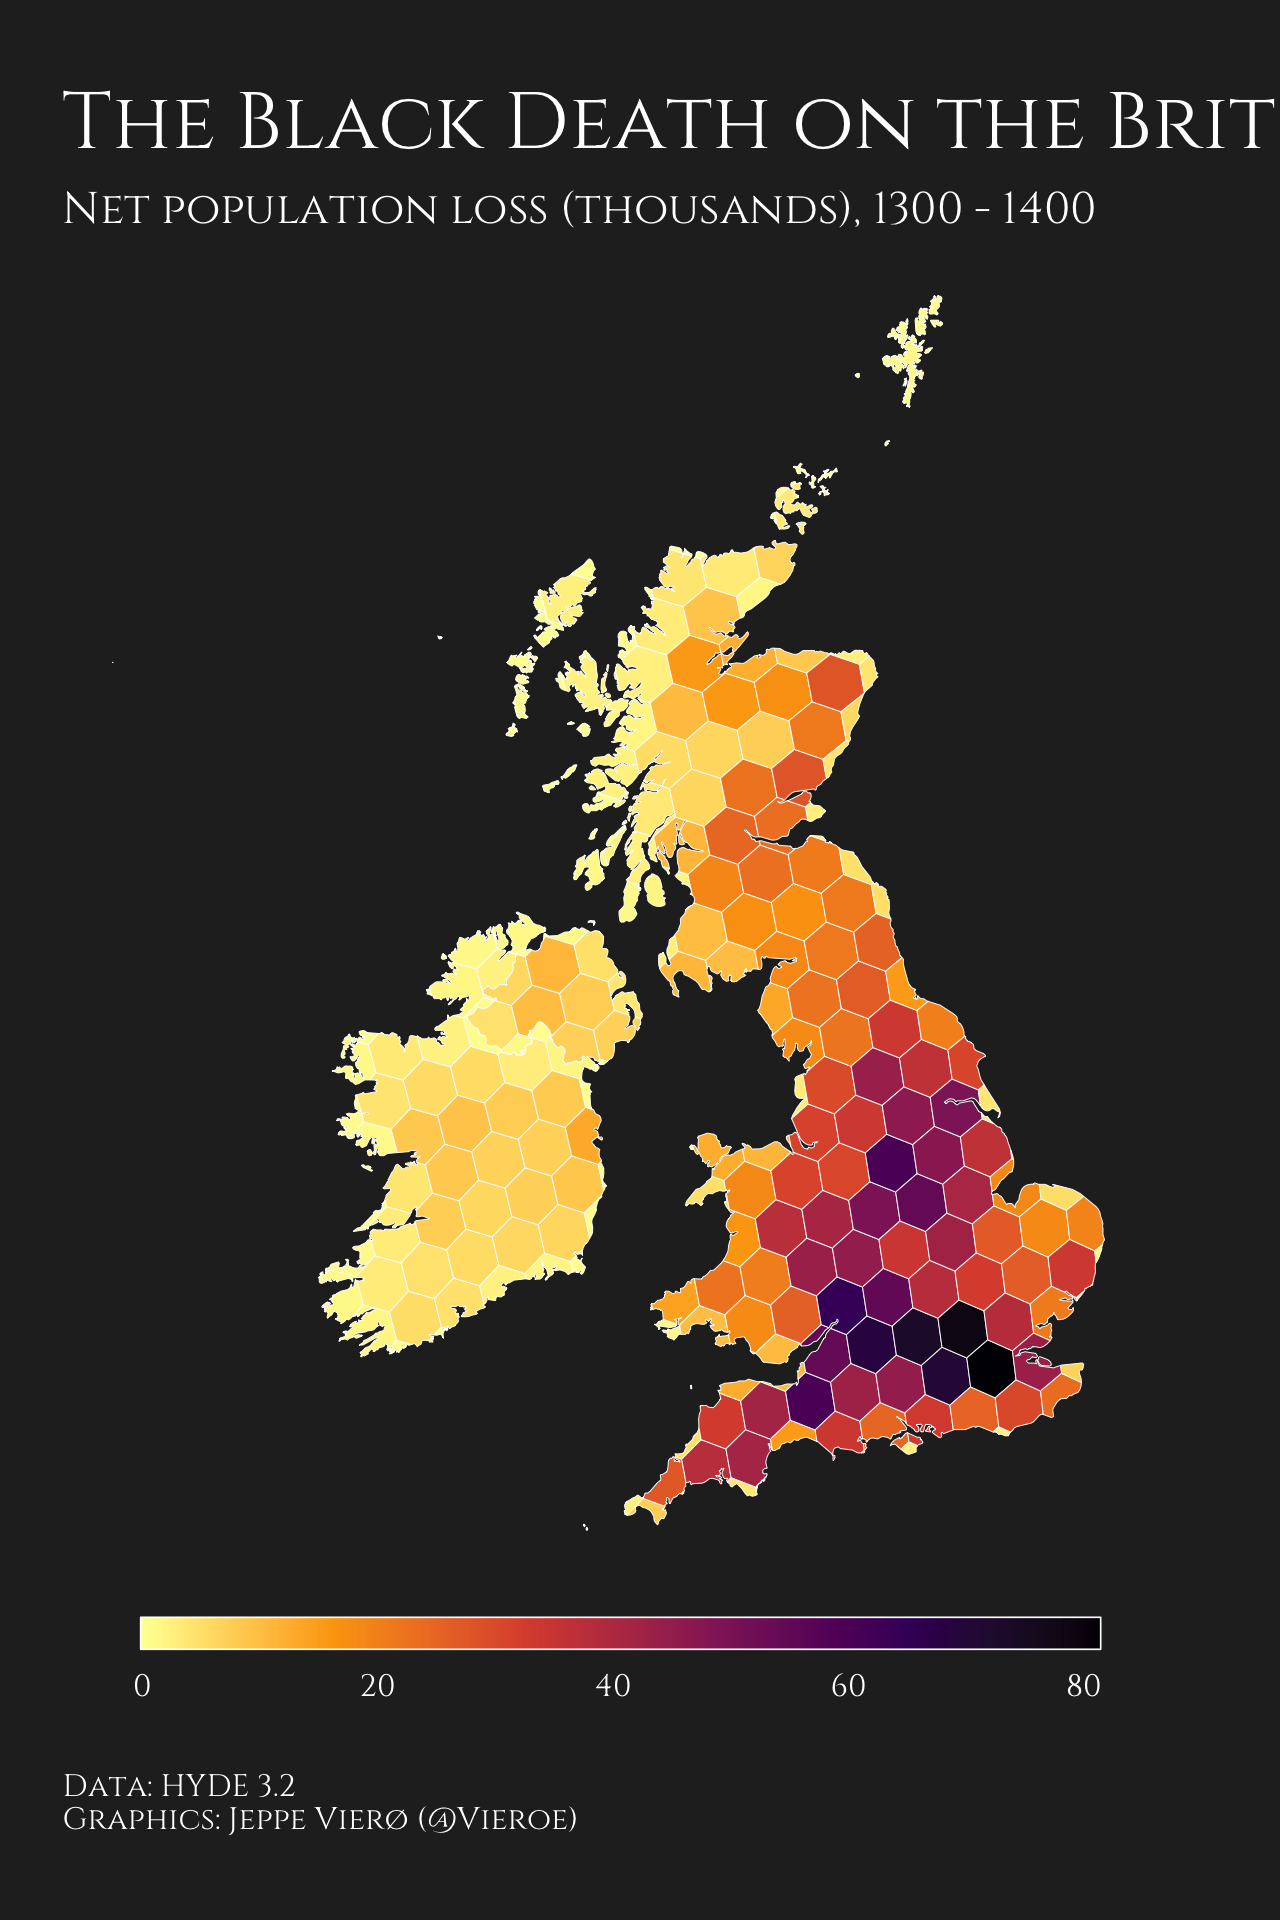 The Black Death on the Brit
Net population loss (thousands), 1300 - 1400
0 20 40 60 80
Data: HYDE 3.2
Graphics: Jeppe Vierø (@Vieroe)